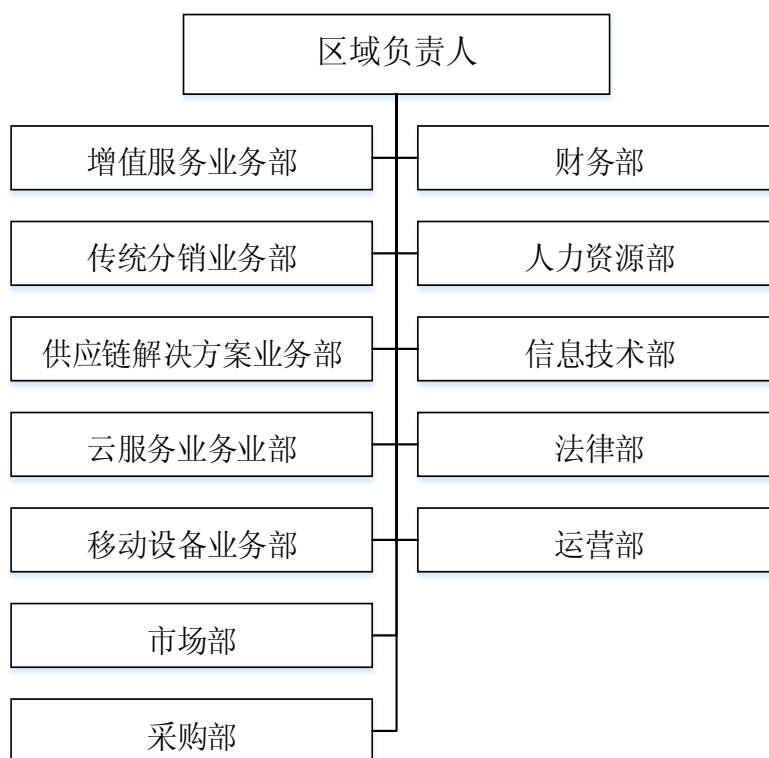 区域负责人
增值服务业务部
财务部
传统分销业务部
人力资源部
供应链解决方案业务部
信息技术部
云服务业务业部
法律部
移动设备业务部
运营部
市场部
采购部